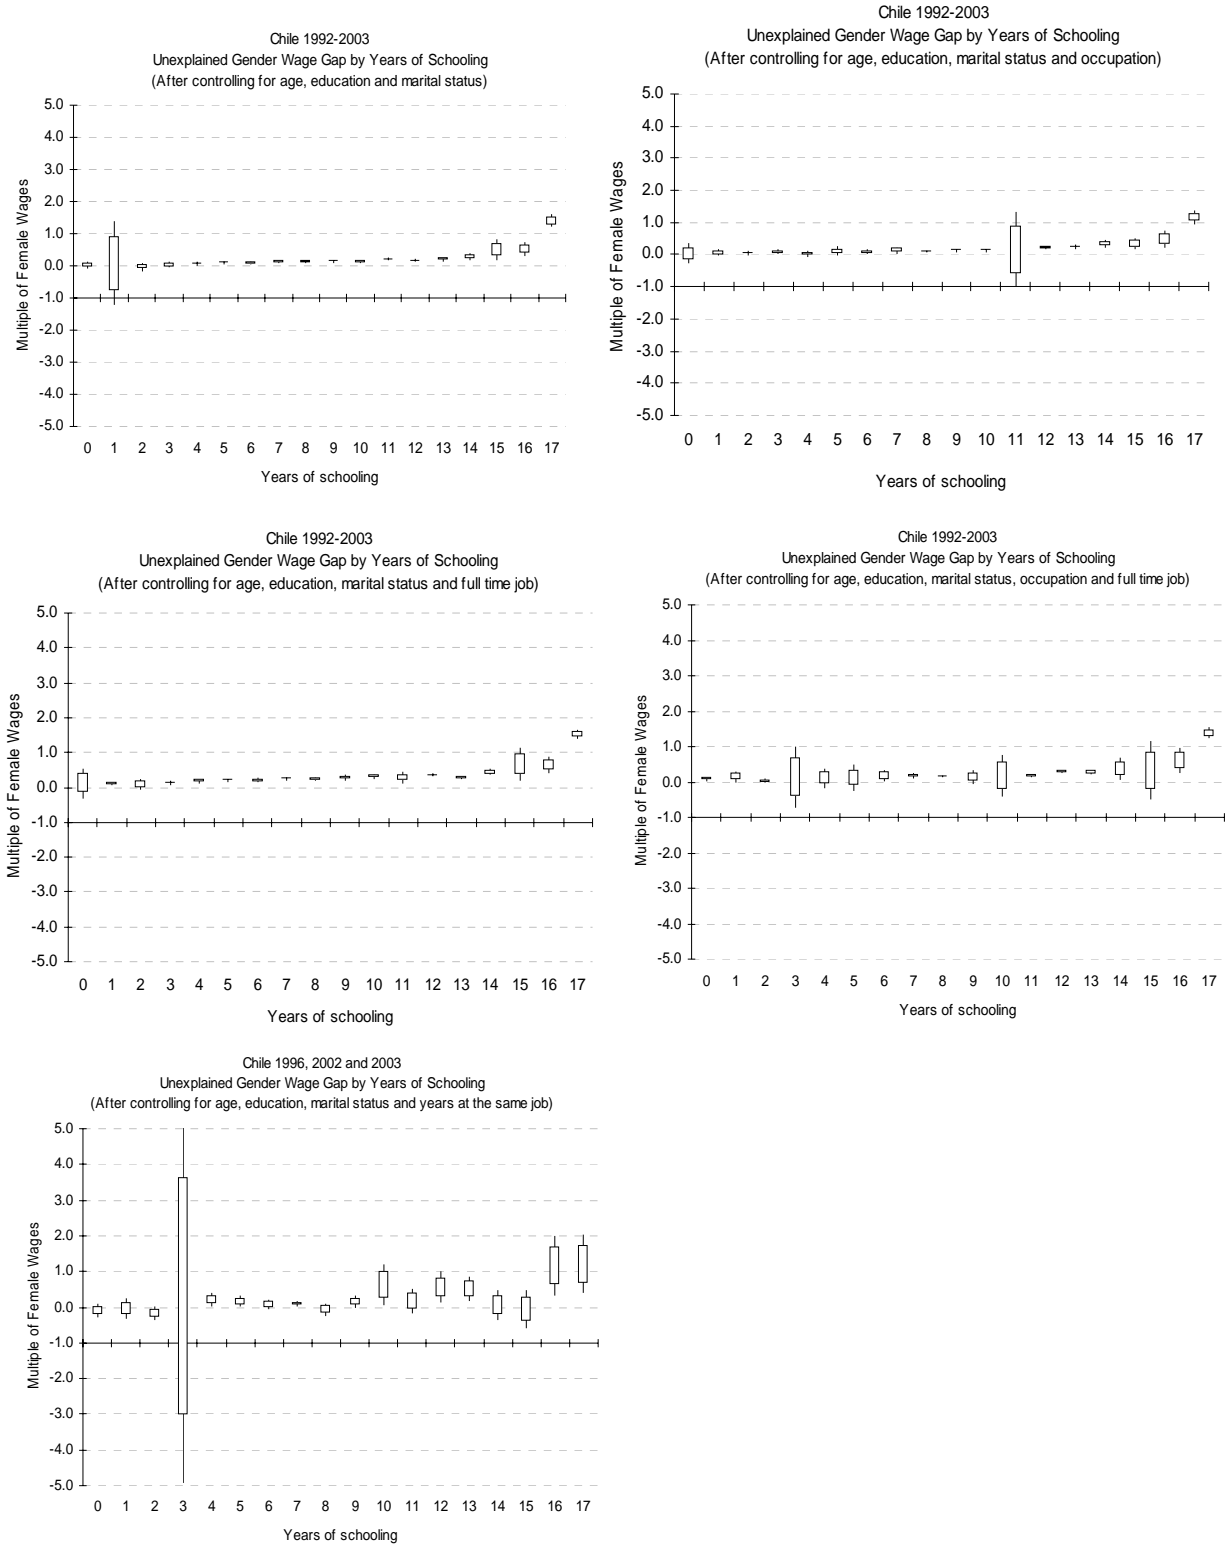 Chile 1992-2003
Unexplained Gender Wage Gap by Years of Schooling
(After controlling for age, education and marital status)
Multiple of Female Wages
5.0
4.0
3.0
2.0
1.0
0.0
-1.0
-2.0
-3.0
-4.0
-5.0
0 1 2 3 4 5 6 7 8 9 10 11 12 13 14 15 16 17
Years of schooling
Chile 1992-2003
Unexplained Gender Wage Gap by Years of Schooling
(After controlling for age, education, marital status and occupation)
Multiple of Female Wages
5.0
4.0
3.0
2.0
1.0
0.0
-1.0
-2.0
-3.0
-4.0
-5.0
0 1 2 3 4 5 6 7 8 9 10 11 12 13 14 15 16 17
Years of schooling
Chile 1992-2003
Unexplained Gender Wage Gap by Years of Schooling
(After controlling for age, education, marital status and full time job)
Multiple of Female Wages
5.0
4.0
3.0
2.0
1.0
0.0
-1.0
-2.0
-3.0
-4.0
-5.0
0 1 2 3 4 5 6 7 8 9 10 11 12 13 14 15 16 17
Years of schooling
Chile 1992-2003
Unexplained Gender Wage Gap by Years of Schooling
(After controlling for age, education, marital status, occupation and full time job)
Multiple of Female Wages
5.0
4.0
3.0
2.0
1.0
0.0
-1.0
-2.0
-3.0
-4.0
-5.0
0 1 2 3 4 5 6 7 8 9 10 11 12 13 14 15 16 17
Years of schooling
Chile 1996, 2002 and 2003
Unexplained Gender Wage Gap by Years of Schooling
(After controlling for age, education, marital status and years at the same job)
Multiple of Female Wages
5.0
4.0
3.0
2.0
1.0
0.0
-1.0
-2.0
-3.0
-4.0
-5.0
0 1 2 3 4 5 6 7 8 9 10 11 12 13 14 15 16 17
Years of schooling